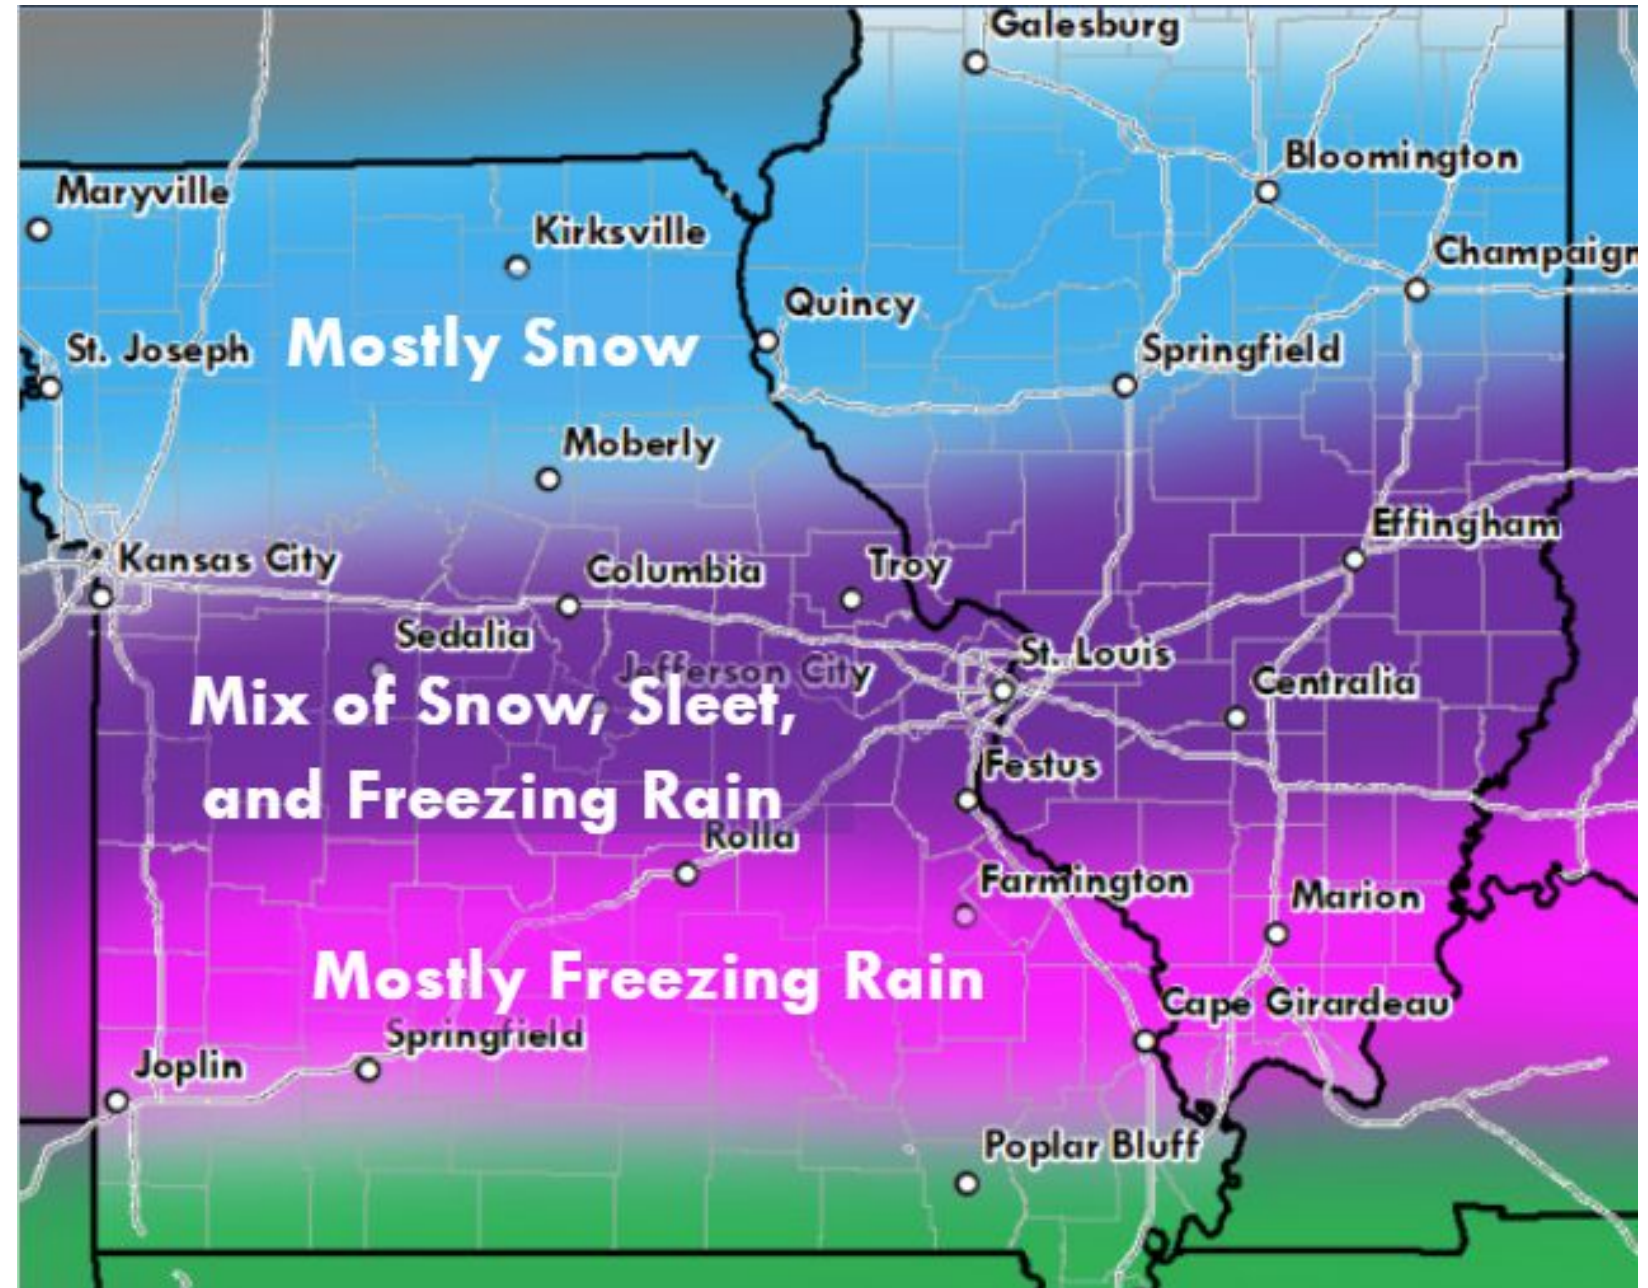 Galesburg
Bloomington
Maryville
Kirksville
Champaign
Quincy
St. Joseph
Mostly Snow
Springfield
Moberly
Effingham
Kansas City
Columbia
Troy
Sedalia
St. Louis
Jefferson City
Centralia
Mix of Snow, Sleet,
and Freezing Rain
Festus
Rolla
Farmington
Marion
Mostly Freezing Rain
Cape Girardeau
Springfield
Joplin
Poplar Bluff